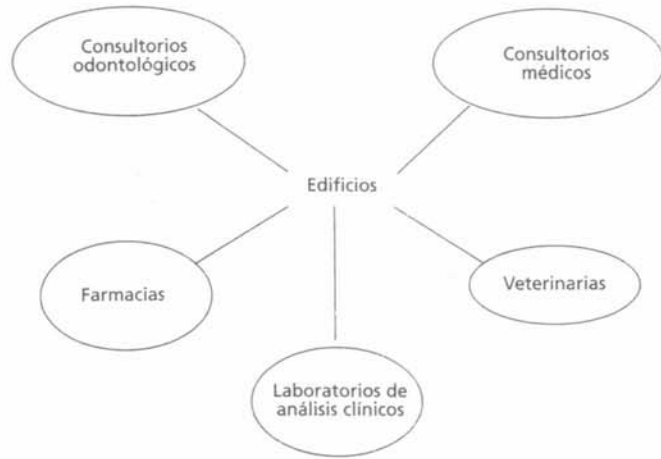 Consultorios
odontológicos
Consultorios
médicos
Edificios
Farmacias
Veterinarias
Laboratorios de
análisis clínicos